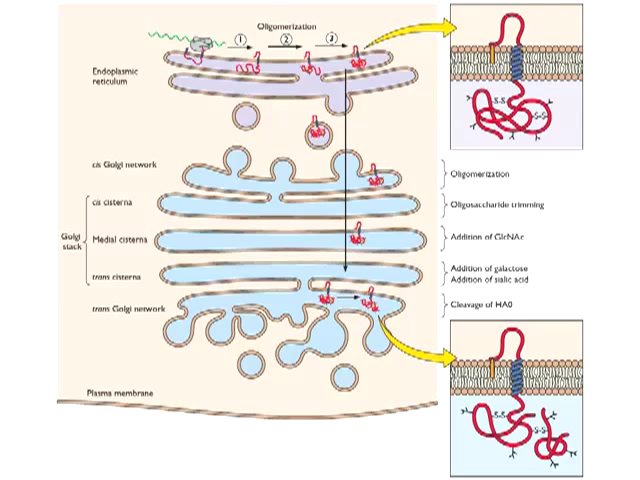 Oligomerization
1
2
3
Endoplasmic
reticulum
-S-S-
-S-S-
cis Golgi network
Oligomerization
cis cisterna
Oligosaccharide trimming
Golgi
stack
Medial cisterna
Addition of GlcNAc
trans cisterna
Addition of galactose
Addition of sialic acid
trans Golgi network
Cleavage of HA0
Plasma membrane
-S-S-
-S-S-